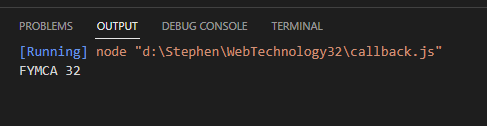 PROBLEMS OUTPUT DEBUG CONSOLE TERMINAL
[Running] node "d:\Stephen\WebTechnology32\callback.js"
FYMCA 32